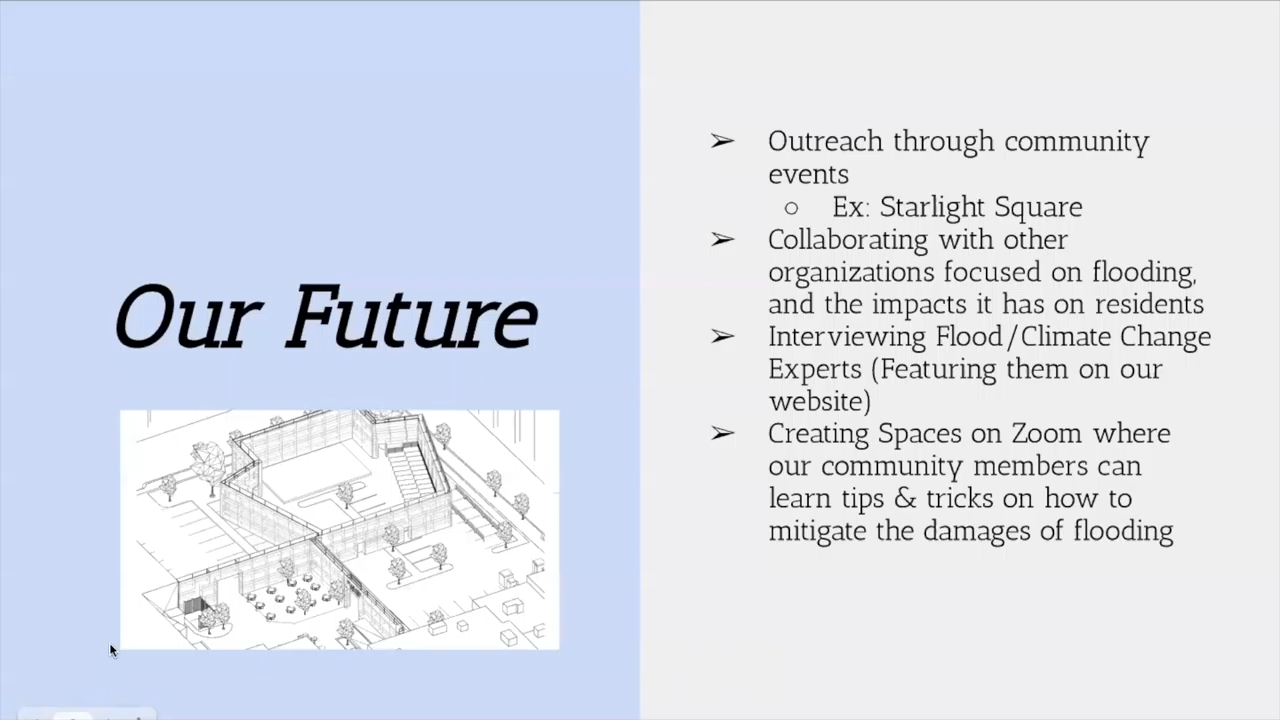 Our Future
➢ Outreach through community
events
○ Ex: Starlight Square
➢ Collaborating with other
organizations focused on flooding,
and the impacts it has on residents
➢ Interviewing Flood/Climate Change
Experts (Featuring them on our
website)
➢ Creating Spaces on Zoom where
our community members can
learn tips & tricks on how to
mitigate the damages of flooding